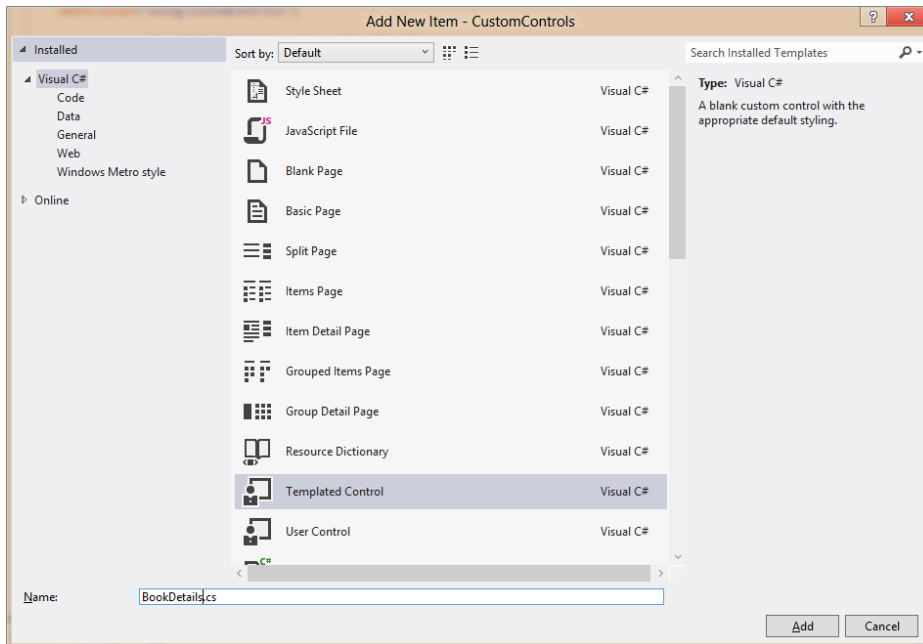 Add New Item - CustomControls
?
x
Installed
Sort by: Default
Search Installed Templates
Visual C#
Code
Data
General
Web
Windows Metro style
Online
Style Sheet Visual C#
JS
JavaScript File Visual C#
Blank Page Visual C#
Basic Page Visual C#
Split Page Visual C#
Items Page Visual C#
Item Detail Page Visual C#
Grouped Items Page Visual C#
Group Detail Page Visual C#
Resource Dictionary Visual C#
Templated Control Visual C#
User Control Visual C#
C#
Type: Visual C#
A blank custom control with the
appropriate default styling.
Name: BookDetails.cs
Add Cancel